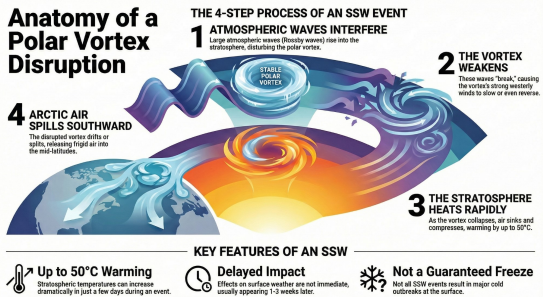 Anatomy of a
Polar Vortex
Disruption
THE 4-STEP PROCESS OF AN SSW EVENT
1 ATMOSPHERIC WAVES INTERFERE
Large atmospheric waves (Rossby waves) rise into the
stratosphere, disturbing the polar vortex.
STABLE
POLAR
VORTEX
2 THE VORTEX
WEAKENS
These waves "break," causing
the vortex's strong westerly
winds to slow or even reverse.
3 THE STRATOSPHERE
HEATS RAPIDLY
As the vortex collapses, air sinks and
compresses, warming by up to 50°C.
4 ARCTIC AIR
SPILLS SOUTHWARD
The disrupted vortex drifts or
splits, releasing frigid air into
the mid-latitudes.
KEY FEATURES OF AN SSW
Up to 50°C Warming
Stratospheric temperatures can increase
dramatically in just a few days during an event.
Delayed Impact
Effects on surface weather are not immediate,
usually appearing 1-3 weeks later.
Not a Guaranteed Freeze
Not all SSW events result in major cold
outbreaks at the surface.